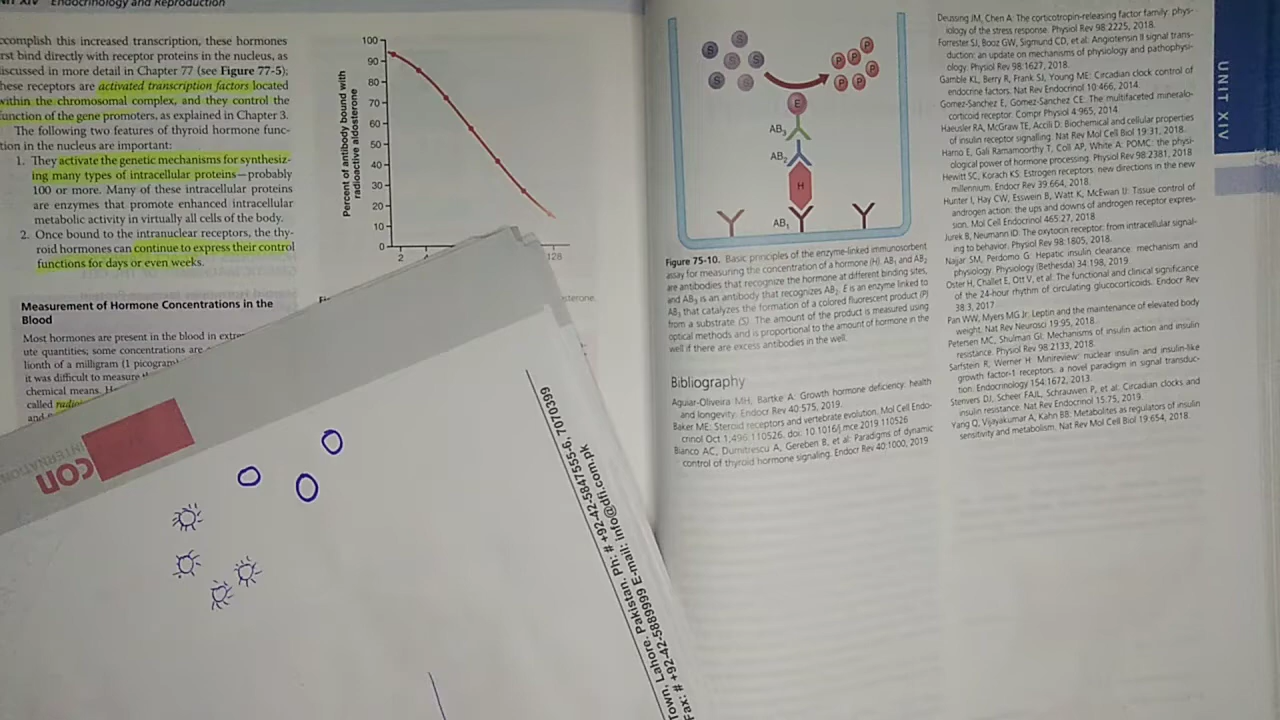 Endocrinology and Reproduction
accomplish this increased transcription, these hormones
bind directly with receptor proteins in the nucleus, as
discussed in more detail in Chapter 77 (see Figure 77-5);
these receptors are activated transcription factors located
within the chromosomal complex, and they control the
function of the gene promoters, as explained in Chapter 3.
The following two features of thyroid hormone func-
tion in the nucleus are important:
1. They activate the genetic mechanisms for synthesiz-
ing many types of intracellular proteins—probably
100 or more. Many of these intracellular proteins
are enzymes that promote enhanced intracellular
metabolic activity in virtually all cells of the body.
2. Once bound to the intranuclear receptors, the thy-
roid hormones can continue to express their control
functions for days or even weeks.
Measurement of Hormone Concentrations in the
Blood
Most hormones are present in the blood in
ute quantities; some concentrations are
lionth of a milligram (1 picogram
it was difficult to measure
chemical means.
called
and
Percent of antibody bound with
radioactive aldosterone
100
90
80
70
60
50
40
30
20
10
0
2
4
128
CON
INTERNATION
Town, Lahore, Pakistan. Ph: # +92-42-5847555-6, 7070399
Fax: # +92-42-5889999 E-mail: info@dfi.com.pk
S
S
S
S
S
S
P
P
P
P
P
P
E
AB3
AB2
H
AB1
Figure 75-10. Basic principles of the enzyme-linked immunosorbent
assay for measuring the concentration of a hormone (H). AB1 and AB2
are antibodies that recognize the hormone at different binding sites,
and AB3 is an antibody that recognizes AB2. E is an enzyme linked to
AB3 that catalyzes the formation of a colored fluorescent product (P)
from a substrate (S). The amount of the product is measured using
optical methods and is proportional to the amount of hormone in the
well if there are excess antibodies in the well.
Bibliography
Aguiar-Oliveira MH, Bartke A: Growth hormone deficiency: health
and longevity. Endocr Rev 40:575, 2019.
Baker ME: Steroid receptors and vertebrate evolution. Mol Cell Endo-
crinol Oct 1;496:110526. doi: 10.1016/j.mce.2019.110526
Bianco AC, Dumitrescu A, Gereben B, et al: Paradigms of dynamic
control of thyroid hormone signaling. Endocr Rev 40:1000, 2019
Deussing JM, Chen A: The corticotropin-releasing factor family: phys-
iology of the stress response. Physiol Rev 98:2225, 2018.
Forrester SJ, Booz GW, Sigmund CD, et al: Angiotensin II signal trans-
duction: an update on mechanisms of physiology and pathophysi-
ology. Physiol Rev 98:1627, 2018.
Gamble KL, Berry R, Frank SJ, Young ME: Circadian clock control of
endocrine factors. Nat Rev Endocrinol 10:466, 2014.
Gomez-Sanchez E, Gomez-Sanchez CE: The multifaceted mineralo-
corticoid receptor. Compr Physiol 4:965, 2014.
Haeusler RA, McGraw TE, Accili D: Biochemical and cellular properties
of insulin receptor signalling. Nat Rev Mol Cell Biol 19:31, 2018.
Harno E, Gali Ramamoorthy T, Coll AP, White A: POMC: the physi-
ological power of hormone processing. Physiol Rev 98:2381, 2018
Hewitt SC, Korach KS: Estrogen receptors: new directions in the new
millennium. Endocr Rev 39:664, 2018.
Hunter I, Hay CW, Esswein B, Watt K, McEwan IJ: Tissue control of
androgen action: the ups and downs of androgen receptor expres-
sion. Mol Cell Endocrinol 465:27, 2018.
Jurek B, Neumann ID: The oxytocin receptor: from intracellular signal-
ing to behavior. Physiol Rev 98:1805, 2018.
Najjar SM, Perdomo G: Hepatic insulin clearance: mechanism and
physiology. Physiology (Bethesda) 34:198, 2019.
Oster H, Challet E, Ott V, et al: The functional and clinical significance
of the 24-hour rhythm of circulating glucocorticoids. Endocr Rev
38:3, 2017
Pan WW, Myers MG Jr: Leptin and the maintenance of elevated body
weight. Nat Rev Neurosci 19:95, 2018.
Petersen MC, Shulman GI: Mechanisms of insulin action and insulin
resistance. Physiol Rev 98:2133, 2018.
Sarfstein R, Werner H: Minireview: nuclear insulin and insulin-like
growth factor-1 receptors: a novel paradigm in signal transduc-
tion. Endocrinology 154:1672, 2013.
Stenvers DJ, Scheer FAJL, Schrauwen P, et al: Circadian clocks and
insulin resistance. Nat Rev Endocrinol 15:75, 2019.
Yang Q, Vijayakumar A, Kahn BB: Metabolites as regulators of insulin
sensitivity and metabolism. Nat Rev Mol Cell Biol 19:654, 2018.
UNIT XIV